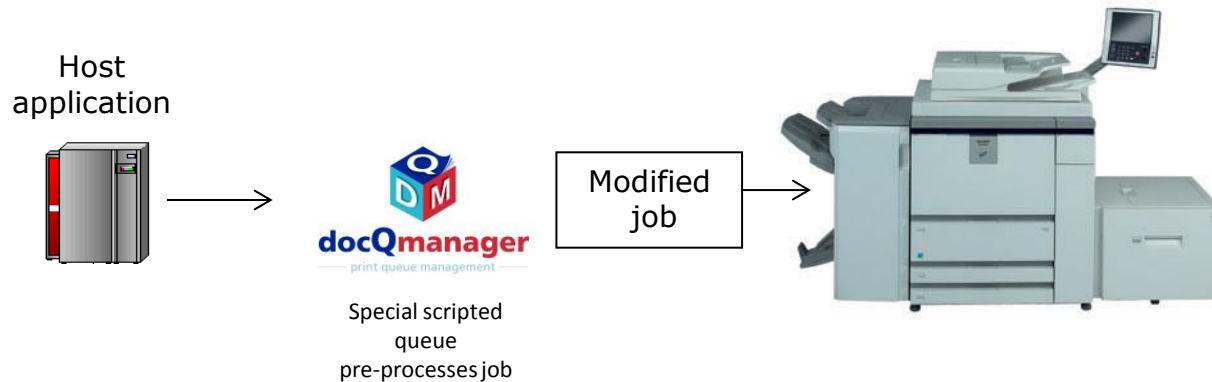 Host
application
Q
D M
docQmanager
print queue management
Special scripted
queue
pre-processes job
Modified
job